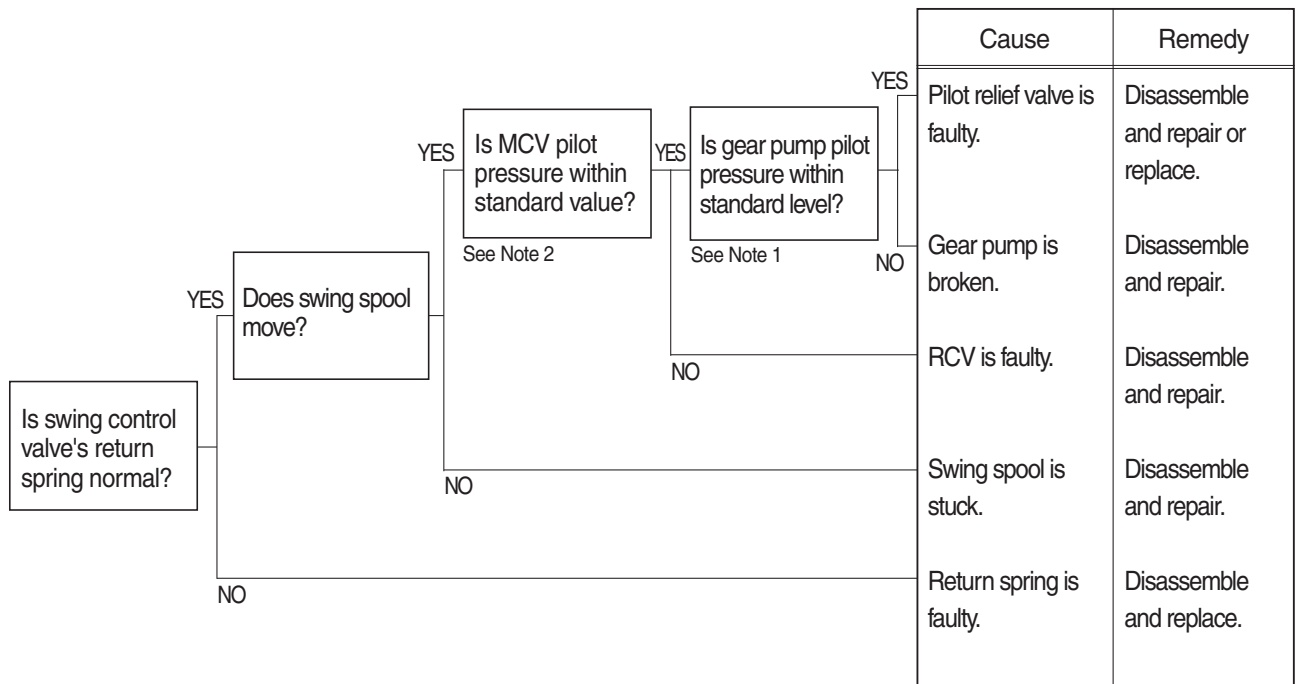 Cause
Remedy
YES
Pilot relief valve is
faulty.
Disassemble
and repair or
replace.
YES
Is MCV pilot
pressure within
standard value?
See Note 2
YES
Is gear pump pilot
pressure within
standard level?
See Note 1
NO
Gear pump is
broken.
Disassemble
and repair.
YES
Does swing spool
move?
NO
RCV is faulty.
Disassemble
and repair.
Is swing control
valve's return
spring normal?
NO
Swing spool is
stuck.
Disassemble
and repair.
NO
Return spring is
faulty.
Disassemble
and replace.